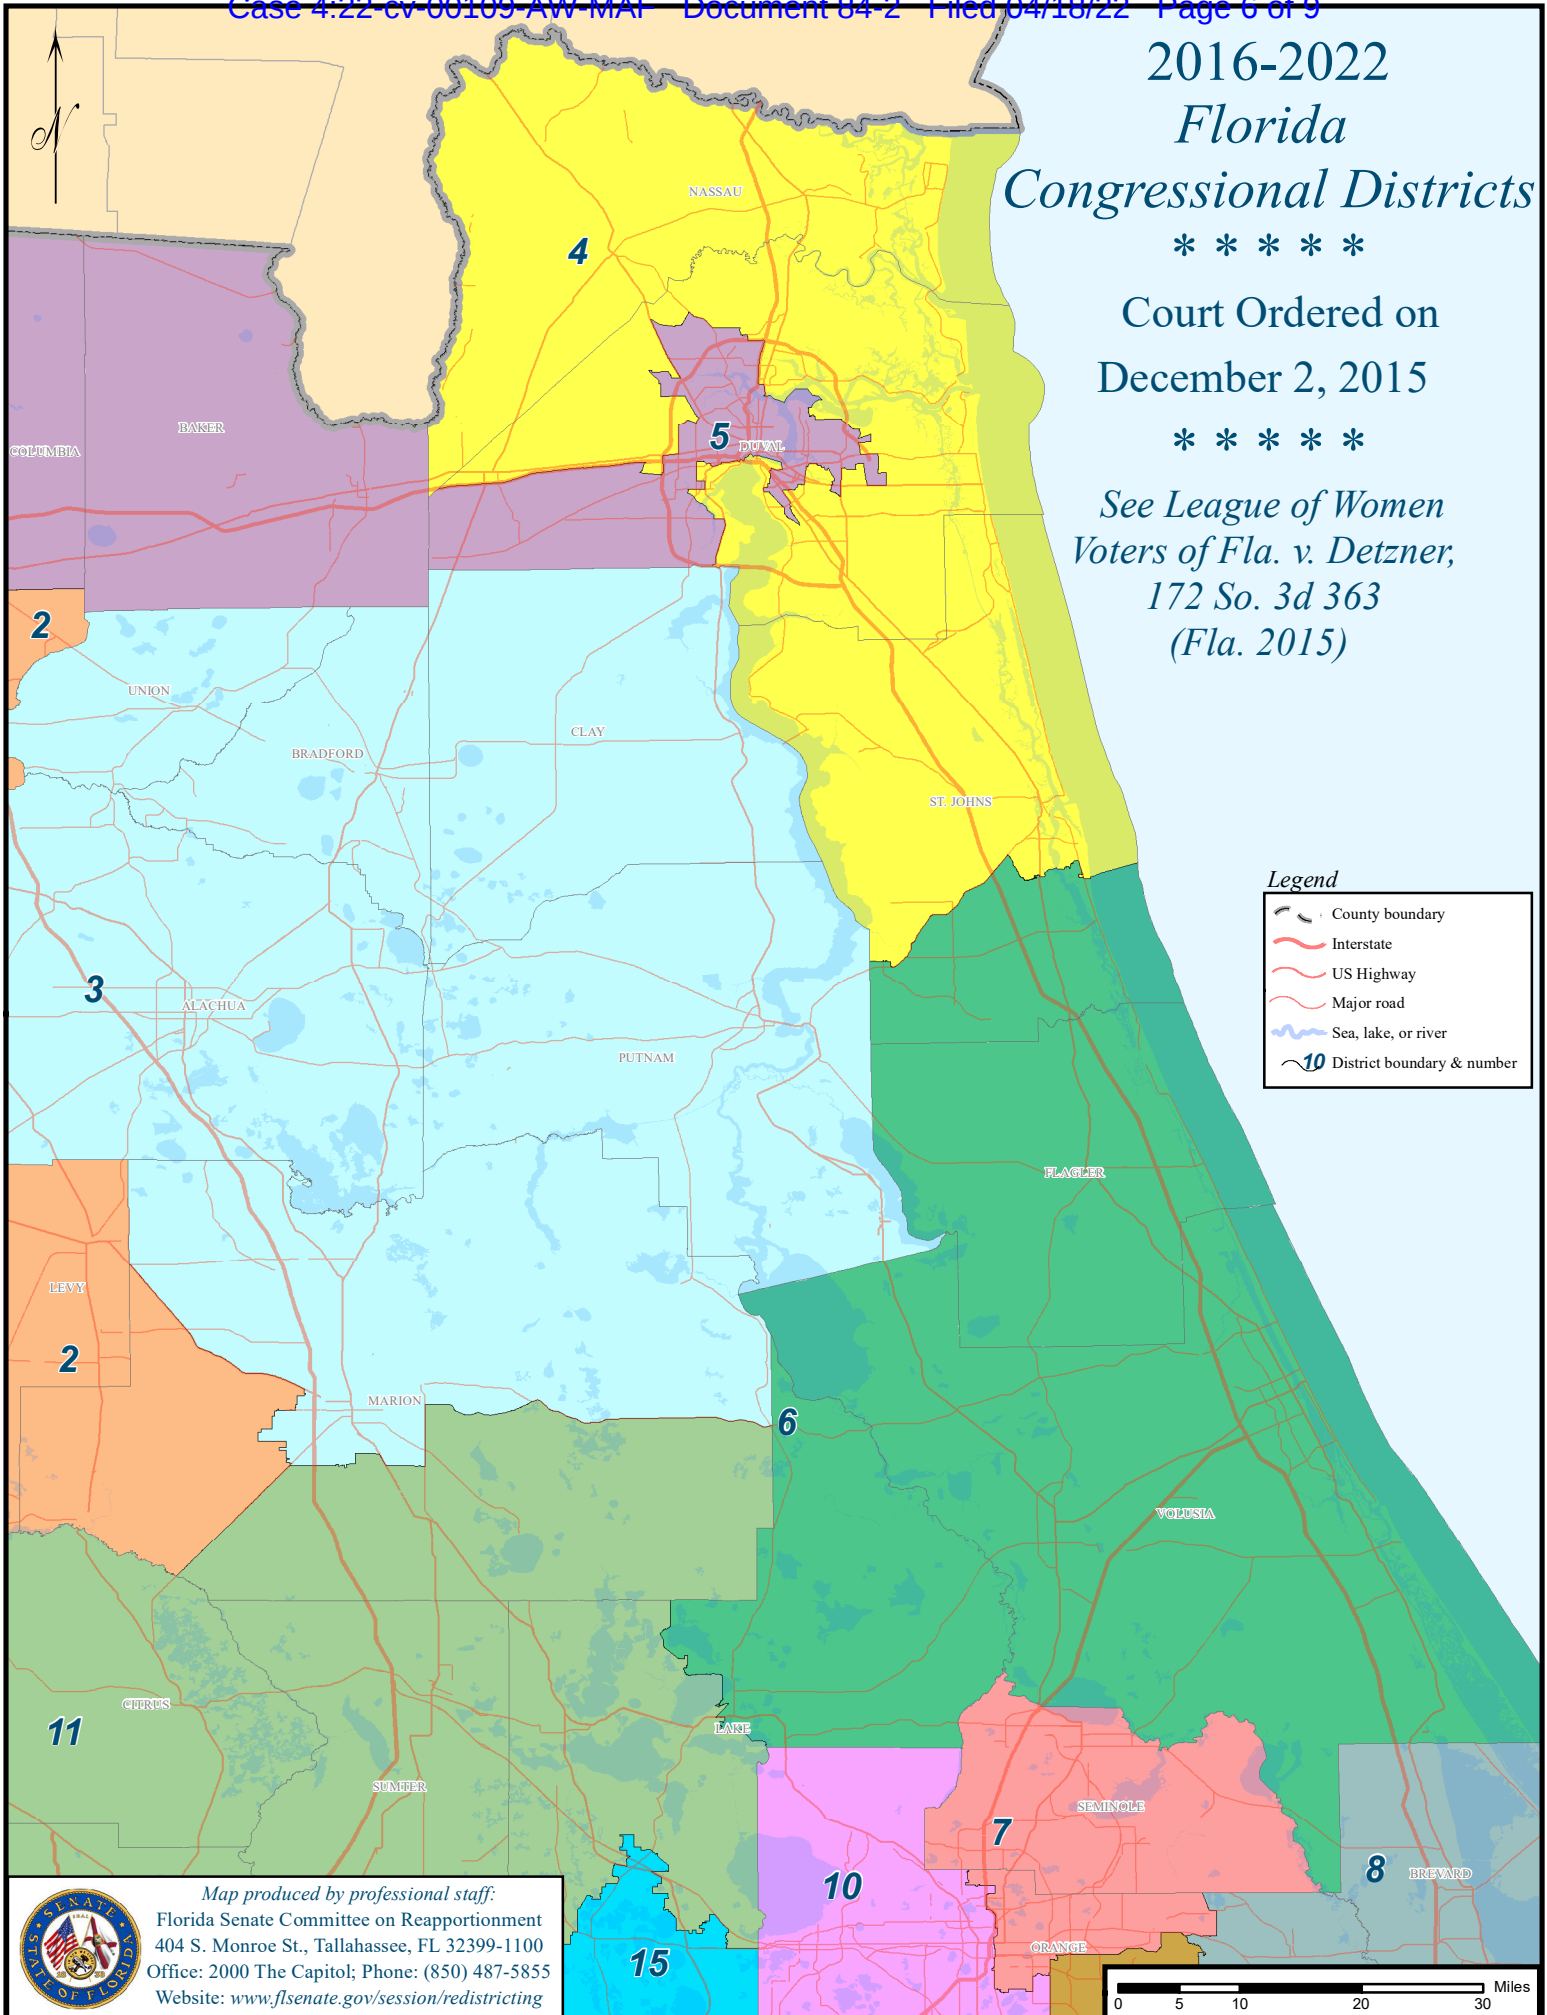 Case 4:22-cv-00109-AW-MAF Document 84-2 Filed 04/18/22 Page 6 of 9
2016-2022
Florida
Congressional Districts
* * * * *
Court Ordered on
December 2, 2015
* * * * *
See League of Women
Voters of Fla. v. Detzner,
172 So. 3d 363
(Fla. 2015)
N
NASSAU
4
BAKER
COLUMBIA
5
DUVAL
2
UNION
BRADFORD
CLAY
ST. JOHNS
Legend
County boundary
Interstate
US Highway
Major road
Sea, lake, or river
10 District boundary & number
3
ALACHUA
PUTNAM
FLAGLER
LEVY
2
MARION
6
VOLUSIA
CITRUS
11
LAKE
SUMTER
SEMINOLE
7
10
8
BREVARD
ORANGE
15
SENATE
STATE OF FLORIDA
Map produced by professional staff:
Florida Senate Committee on Reapportionment
404 S. Monroe St., Tallahassee, FL 32399-1100
Office: 2000 The Capitol; Phone: (850) 487-5855
Website: www.flsenate.gov/session/redistricting
Miles
0 5 10 20 30